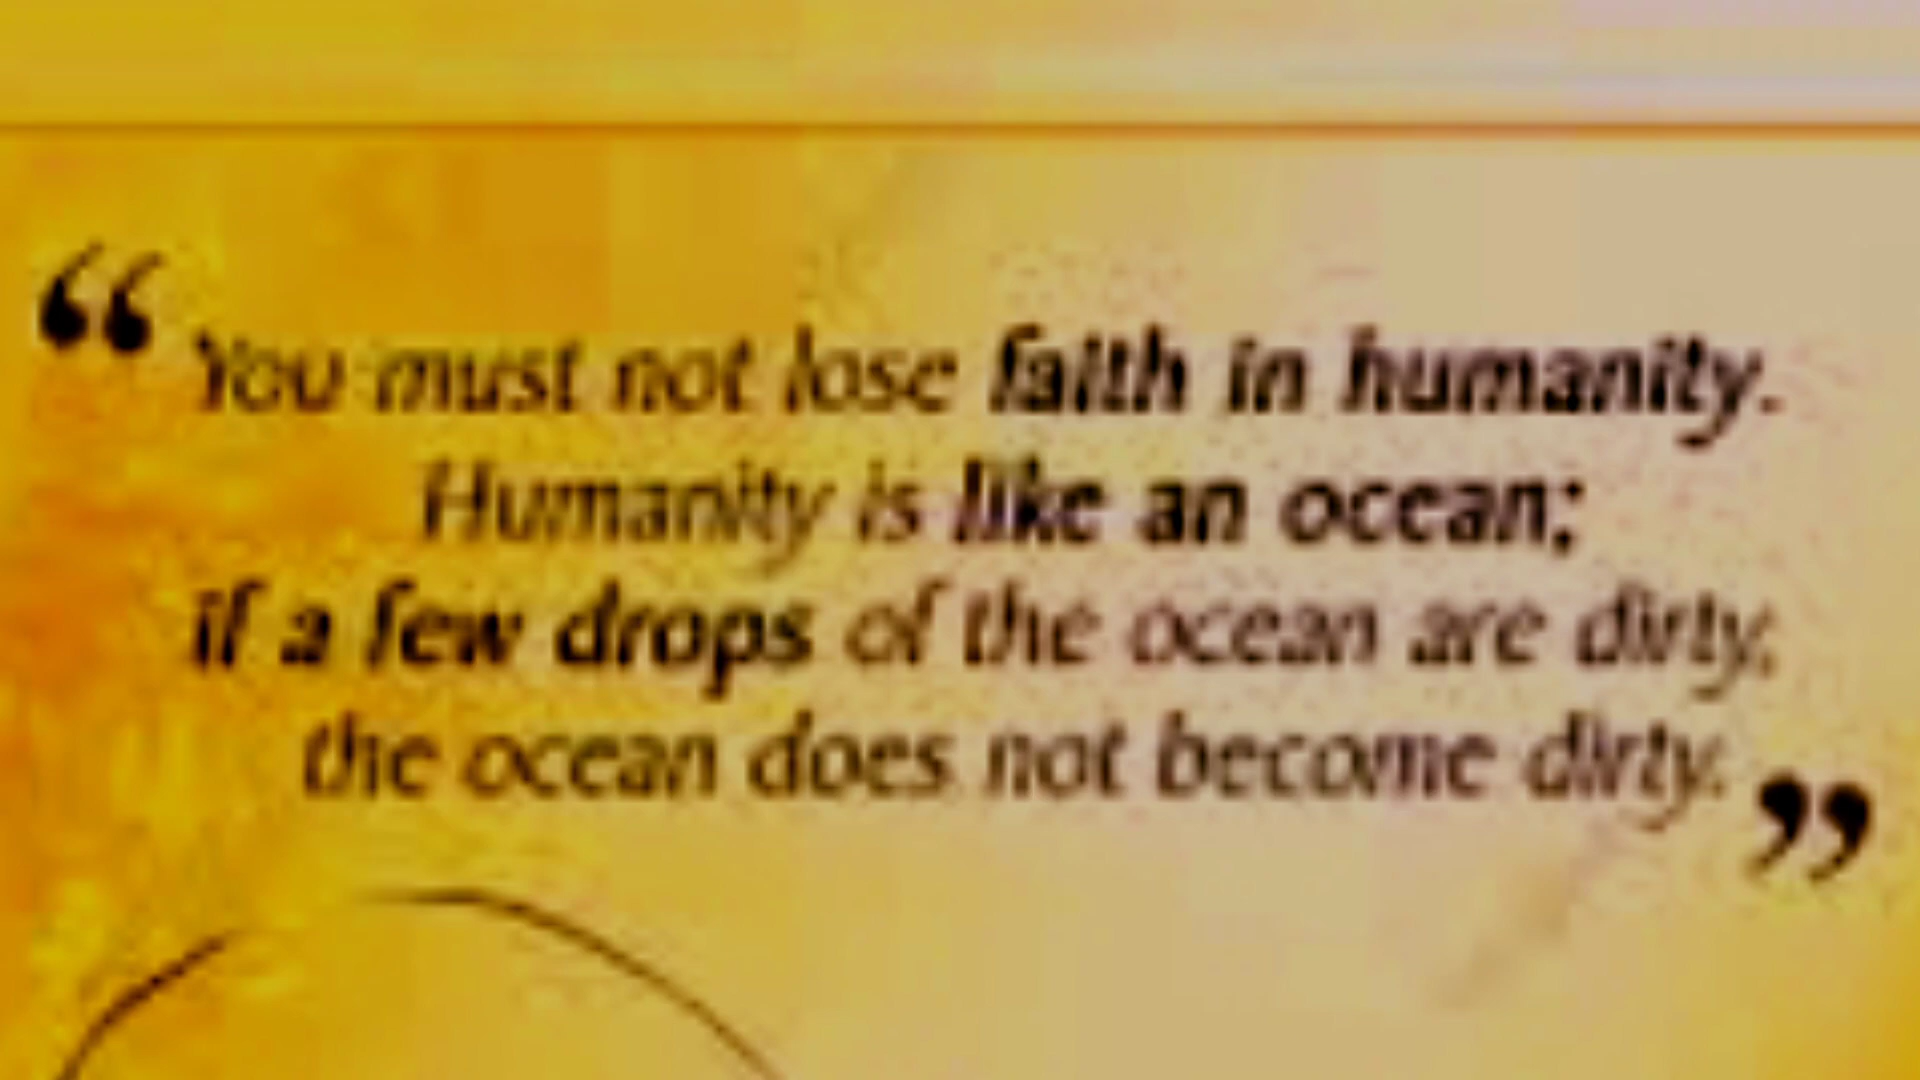 “ You must not lose faith in humanity.
Humanity is like an ocean;
if a few drops of the ocean are dirty,
the ocean does not become dirty. ”